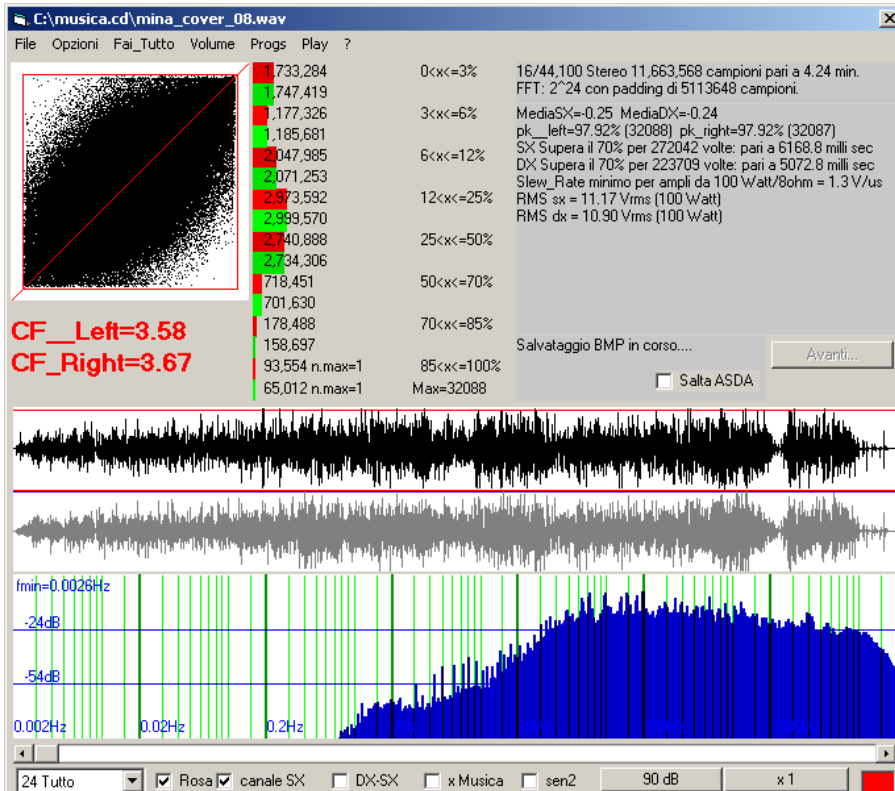 C:\musica.cd\mina_cover_08.wav
File Opzioni Fai_Tutto Volume Progs Play ?
1,733,284 0<x<=3%
1,747,419
1,177,326 3<x<=6%
1,185,681
2,047,985 6<x<=12%
2,071,253
2,973,592 12<x<=25%
2,999,570
2,740,888 25<x<=50%
2,734,306
718,451 50<x<=70%
701,630
178,488 70<x<=85%
158,697
93,554 n.max=1 85<x<=100%
65,012 n.max=1 Max=32088
16/44,100 Stereo 11,663,568 campioni pari a 4.24 min.
FFT: 2^24 con padding di 5113648 campioni.
MediaSX=-0.25 MediaDX=-0.24
pk__left=97.92% (32088) pk_right=97.92% (32087)
SX Supera il 70% per 272042 volte: pari a 6168.8 milli sec
DX Supera il 70% per 223709 volte: pari a 5072.8 milli sec
Slew_Rate minimo per ampli da 100 Watt/8ohm = 1.3 V/us
RMS sx = 11.17 Vrms (100 Watt)
RMS dx = 10.90 Vrms (100 Watt)
CF__Left=3.58
CF_Right=3.67
Salvataggio BMP in corso....
Avanti...
Salta ASDA
fmin=0.0026Hz
-24dB
-54dB
0.002Hz 0.02Hz 0.2Hz
24 Tutto Rosa canale SX DX-SX x Musica sen2 90 dB x 1